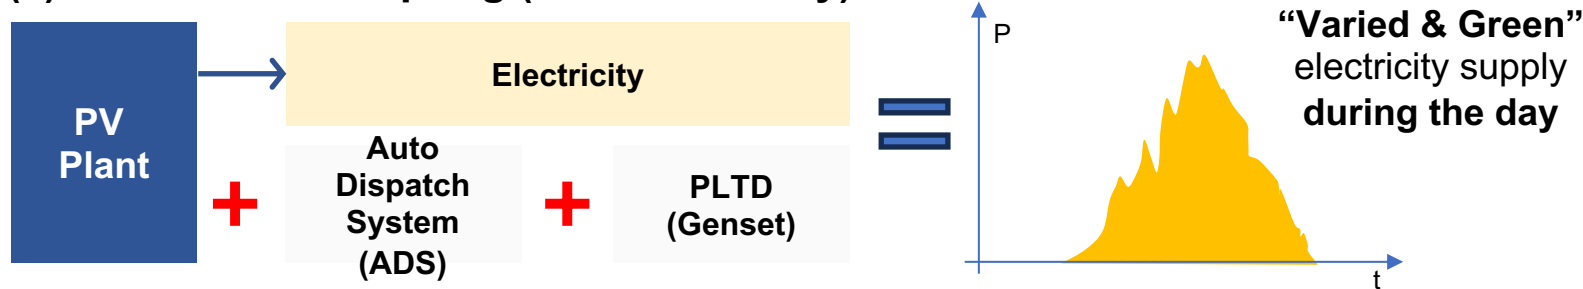 PV
Plant
Electricity
Auto
Dispatch
System
(ADS)
PLTD
(Genset)
P
t
“Varied & Green”
electricity supply
during the day